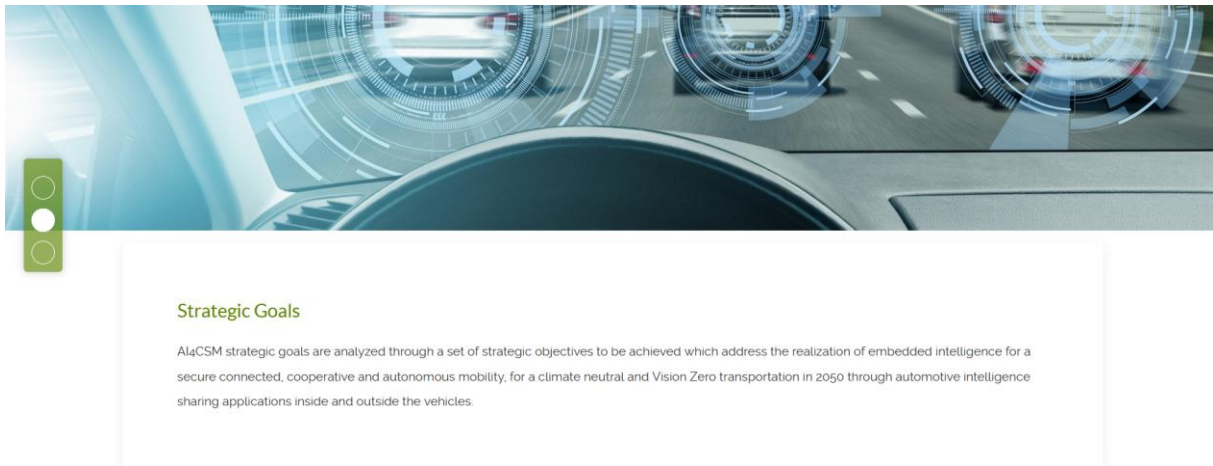 Strategic Goals
AI4CSM strategic goals are analyzed through a set of strategic objectives to be achieved which address the realization of embedded intelligence for a
secure connected, cooperative and autonomous mobility, for a climate neutral and Vision Zero transportation in 2050 through automotive intelligence
sharing applications inside and outside the vehicles.